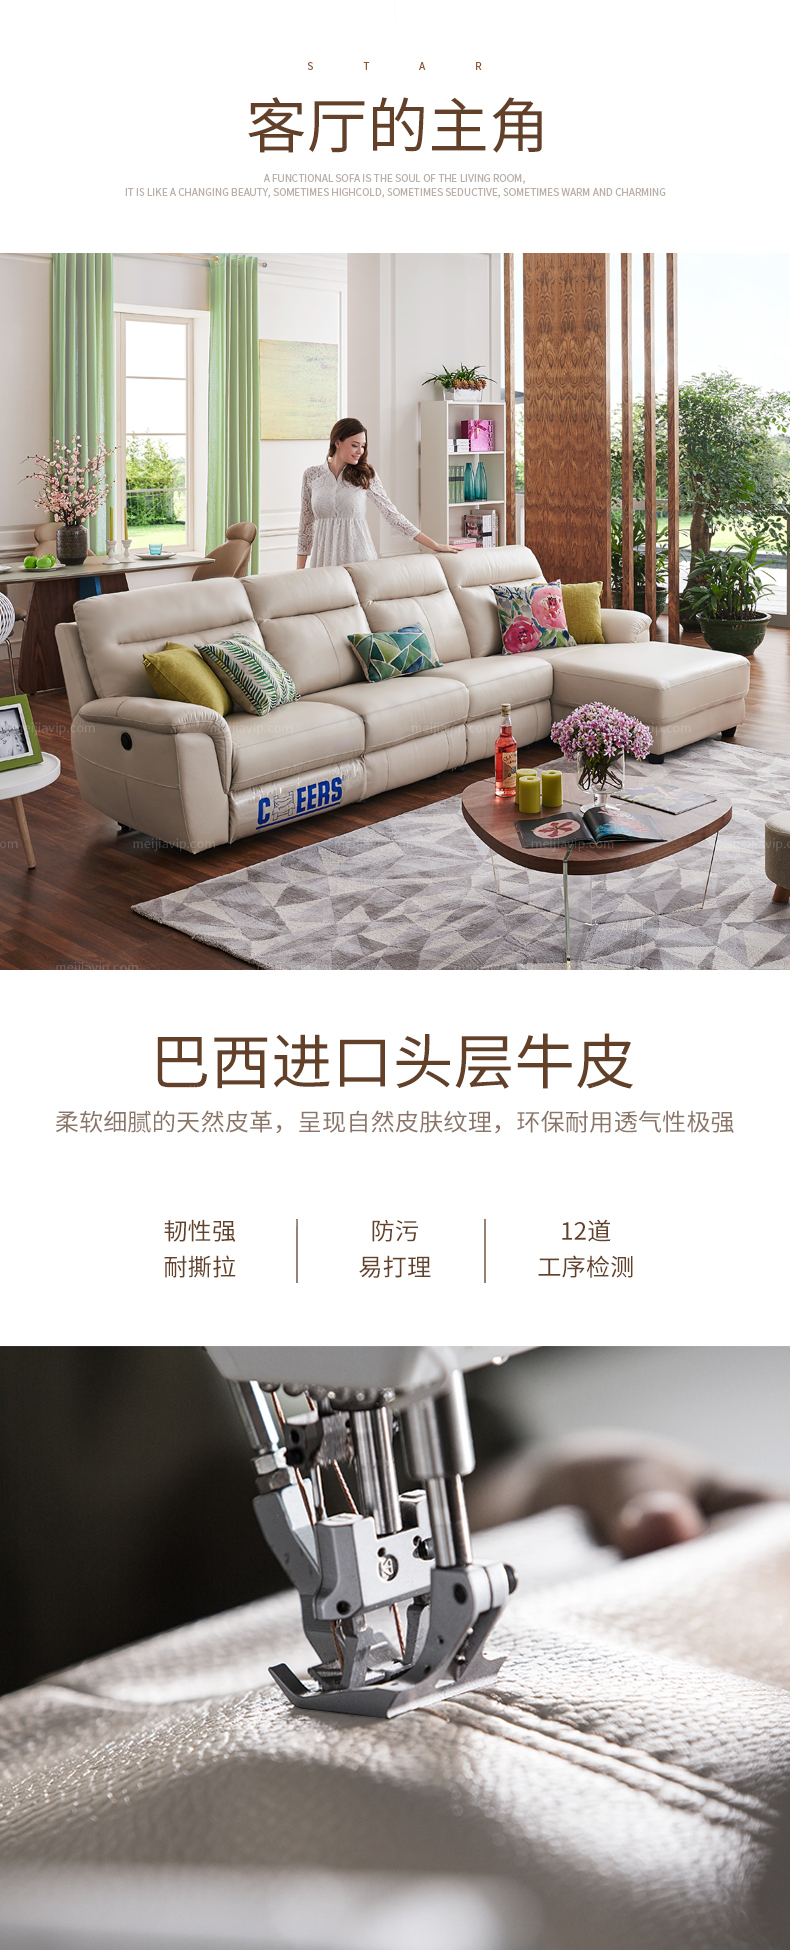 S T A R
客厅的主角
A FUNCTIONAL SOFA IS THE SOUL OF THE LIVING ROOM,
IT IS LIKE A CHANGING BEAUTY, SOMETIMES HIGHCOLD, SOMETIMES SEDUCTIVE, SOMETIMES WARM AND CHARMING
meijiavip.com
CHEERS
meijiavip.com
meijiavip.com
巴西进口头层牛皮
柔软细腻的天然皮革，呈现自然皮肤纹理，环保耐用透气性极强
韧性强
耐撕拉
防污
易打理
12道
工序检测